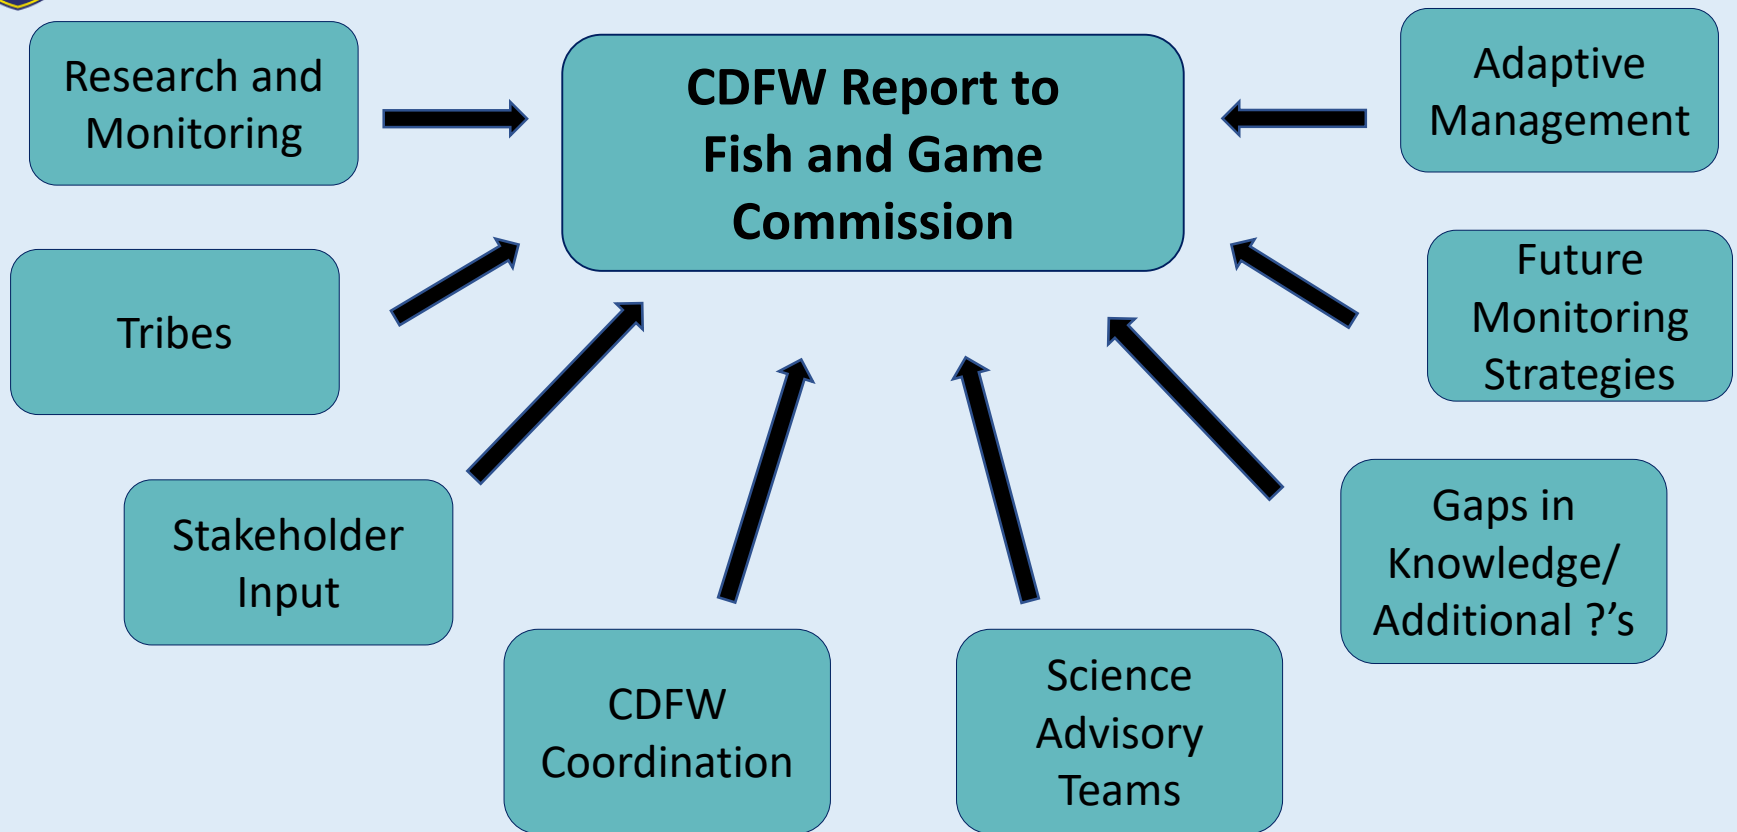 Research and
Monitoring
CDFW Report to
Fish and Game
Commission
Adaptive
Management
Tribes
Future
Monitoring
Strategies
Stakeholder
Input
Gaps in
Knowledge/
Additional ?’s
CDFW
Coordination
Science
Advisory
Teams